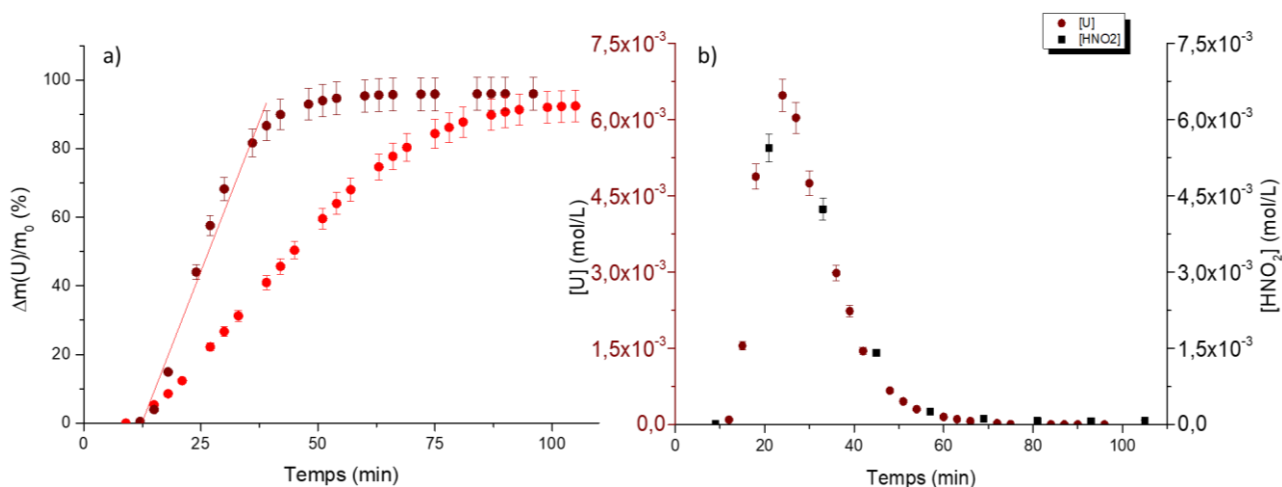 a)
Δm(U)/m₀ (%)
100
80
60
40
20
0
0 25 50 75 100
Temps (min)
[U]
[HNO2]
b)
[U] (mol/L)
7,5x10⁻³
6,0x10⁻³
4,5x10⁻³
3,0x10⁻³
1,5x10⁻³
0,0
[HNO₂] (mol/L)
7,5x10⁻³
6,0x10⁻³
4,5x10⁻³
3,0x10⁻³
1,5x10⁻³
0,0
0 20 40 60 80 100
Temps (min)